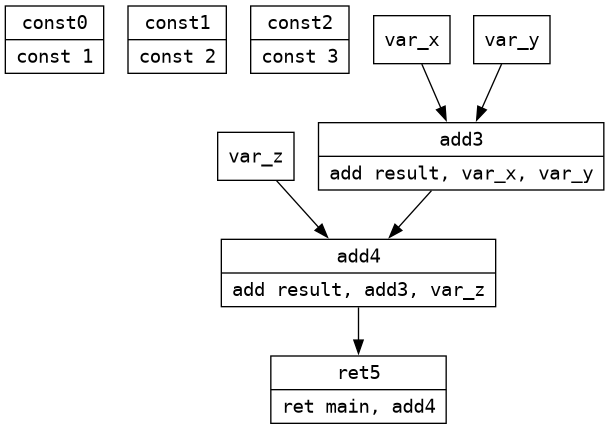 const0
const 1
const1
const 2
const2
const 3
var_x
var_y
var_z
add3
add result, var_x, var_y
add4
add result, add3, var_z
ret5
ret main, add4